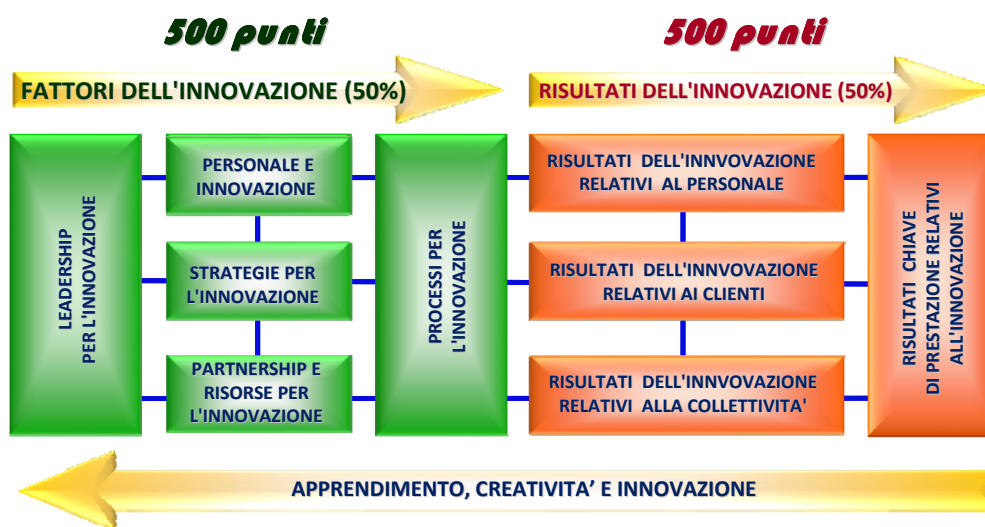 500 punti
500 punti
FATTORI DELL'INNOVAZIONE (50%)
RISULTATI DELL'INNOVAZIONE (50%)
LEADERSHIP
PER L'INNOVAZIONE
PERSONALE E
INNOVAZIONE
STRATEGIE PER
L'INNOVAZIONE
PARTNERSHIP E
RISORSE PER
L'INNOVAZIONE
PROCESSI PER
L'INNOVAZIONE
RISULTATI DELL'INNVOVAZIONE
RELATIVI AL PERSONALE
RISULTATI DELL'INNVOVAZIONE
RELATIVI AI CLIENTI
RISULTATI DELL'INNVOVAZIONE
RELATIVI ALLA COLLETTIVITA'
RISULTATI CHIAVE
DI PRESTAZIONE RELATIVI
ALL'INNOVAZIONE
APPRENDIMENTO, CREATIVITA’ E INNOVAZIONE